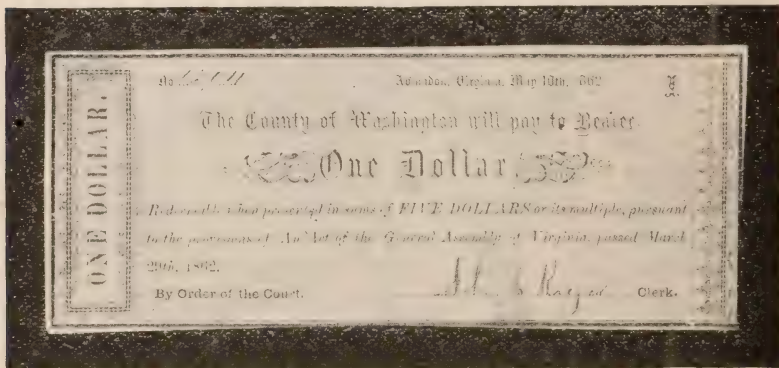 ONE DOLLAR.
No
Abingdon, Virginia, May 10th, 1862
The County of Washington will pay to Bearer
One Dollar,
Redeemable when presented in sums of FIVE DOLLARS or its multiple, pursuant
to the provisions of An Act of the General Assembly of Virginia, passed March
29th, 1862.
By Order of the Court.
Clerk.